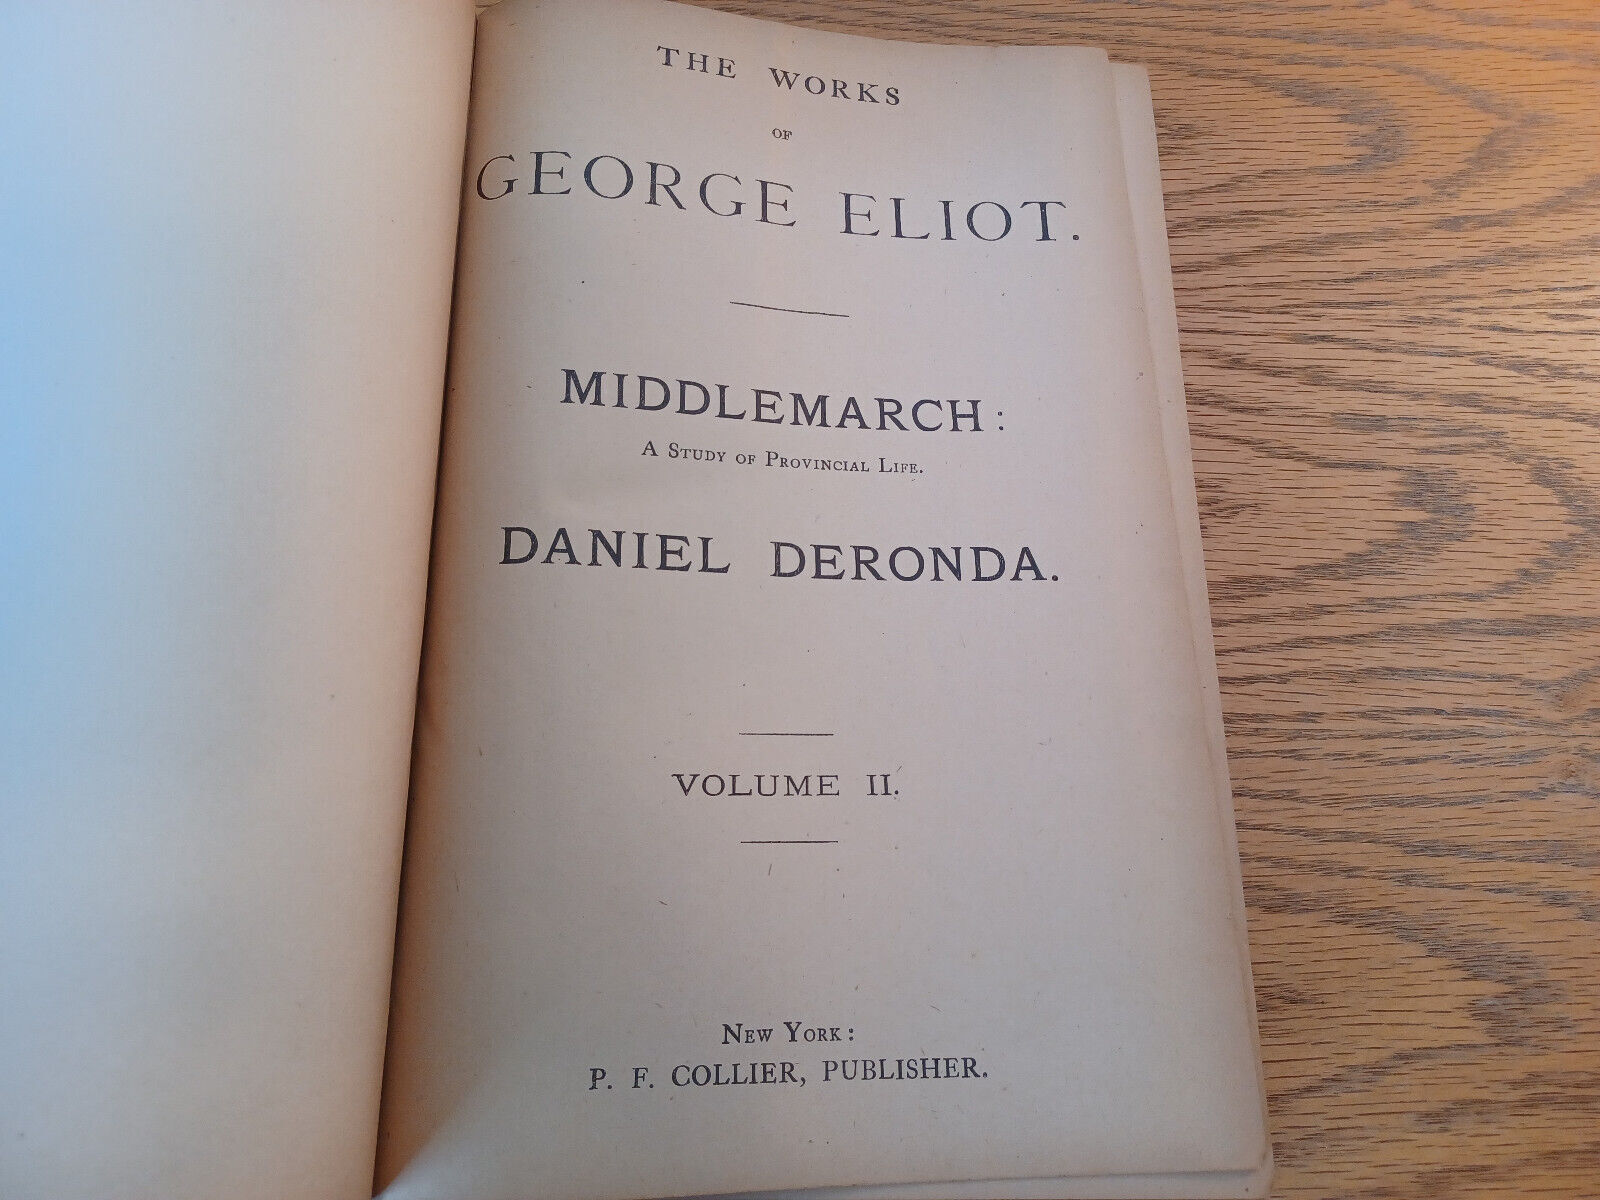 THE WORKS
OF
GEORGE ELIOT.
MIDDLEMARCH:
A STUDY OF PROVINCIAL LIFE.
DANIEL DERONDA.
VOLUME II.
NEW YORK:
P. F. COLLIER, PUBLISHER.